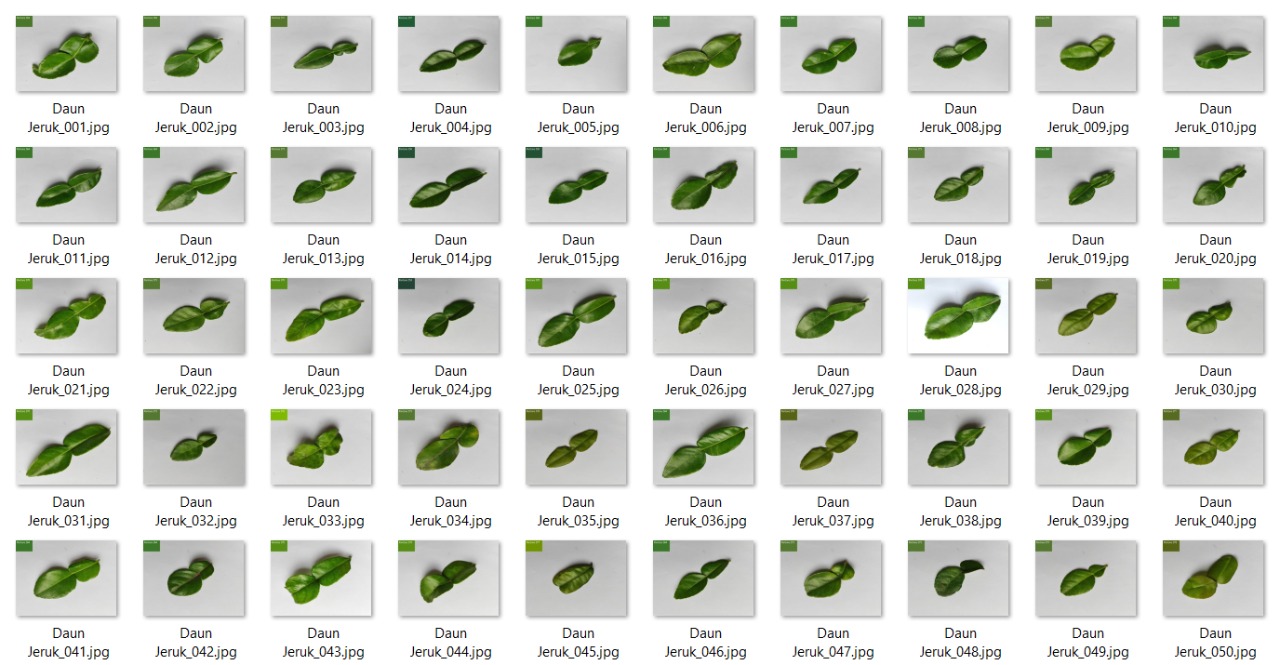 Daun Daun Daun Daun Daun Daun Daun Daun Daun Daun
Jeruk_001.jpg Jeruk_002.jpg Jeruk_003.jpg Jeruk_004.jpg Jeruk_005.jpg Jeruk_006.jpg Jeruk_007.jpg Jeruk_008.jpg Jeruk_009.jpg Jeruk_010.jpg
Daun Daun Daun Daun Daun Daun Daun Daun Daun Daun
Jeruk_011.jpg Jeruk_012.jpg Jeruk_013.jpg Jeruk_014.jpg Jeruk_015.jpg Jeruk_016.jpg Jeruk_017.jpg Jeruk_018.jpg Jeruk_019.jpg Jeruk_020.jpg
Daun Daun Daun Daun Daun Daun Daun Daun Daun Daun
Jeruk_021.jpg Jeruk_022.jpg Jeruk_023.jpg Jeruk_024.jpg Jeruk_025.jpg Jeruk_026.jpg Jeruk_027.jpg Jeruk_028.jpg Jeruk_029.jpg Jeruk_030.jpg
Daun Daun Daun Daun Daun Daun Daun Daun Daun Daun
Jeruk_031.jpg Jeruk_032.jpg Jeruk_033.jpg Jeruk_034.jpg Jeruk_035.jpg Jeruk_036.jpg Jeruk_037.jpg Jeruk_038.jpg Jeruk_039.jpg Jeruk_040.jpg
Daun Daun Daun Daun Daun Daun Daun Daun Daun Daun
Jeruk_041.jpg Jeruk_042.jpg Jeruk_043.jpg Jeruk_044.jpg Jeruk_045.jpg Jeruk_046.jpg Jeruk_047.jpg Jeruk_048.jpg Jeruk_049.jpg Jeruk_050.jpg